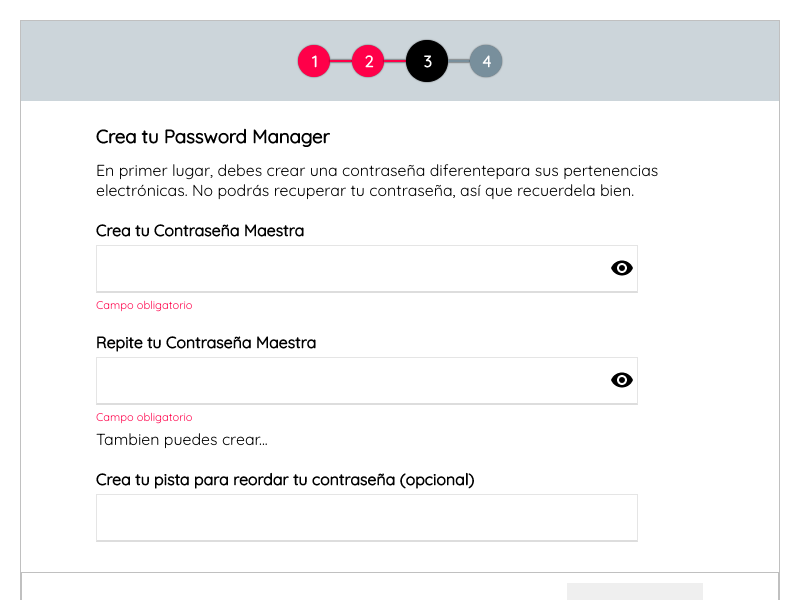 1 2 3 4
Crea tu Password Manager
En primer lugar, debes crear una contraseña diferentepara sus pertenencias
electrónicas. No podrás recuperar tu contraseña, así que recuerdela bien.
Crea tu Contraseña Maestra
Campo obligatorio
Repite tu Contraseña Maestra
Campo obligatorio
Tambien puedes crear...
Crea tu pista para reordar tu contraseña (opcional)